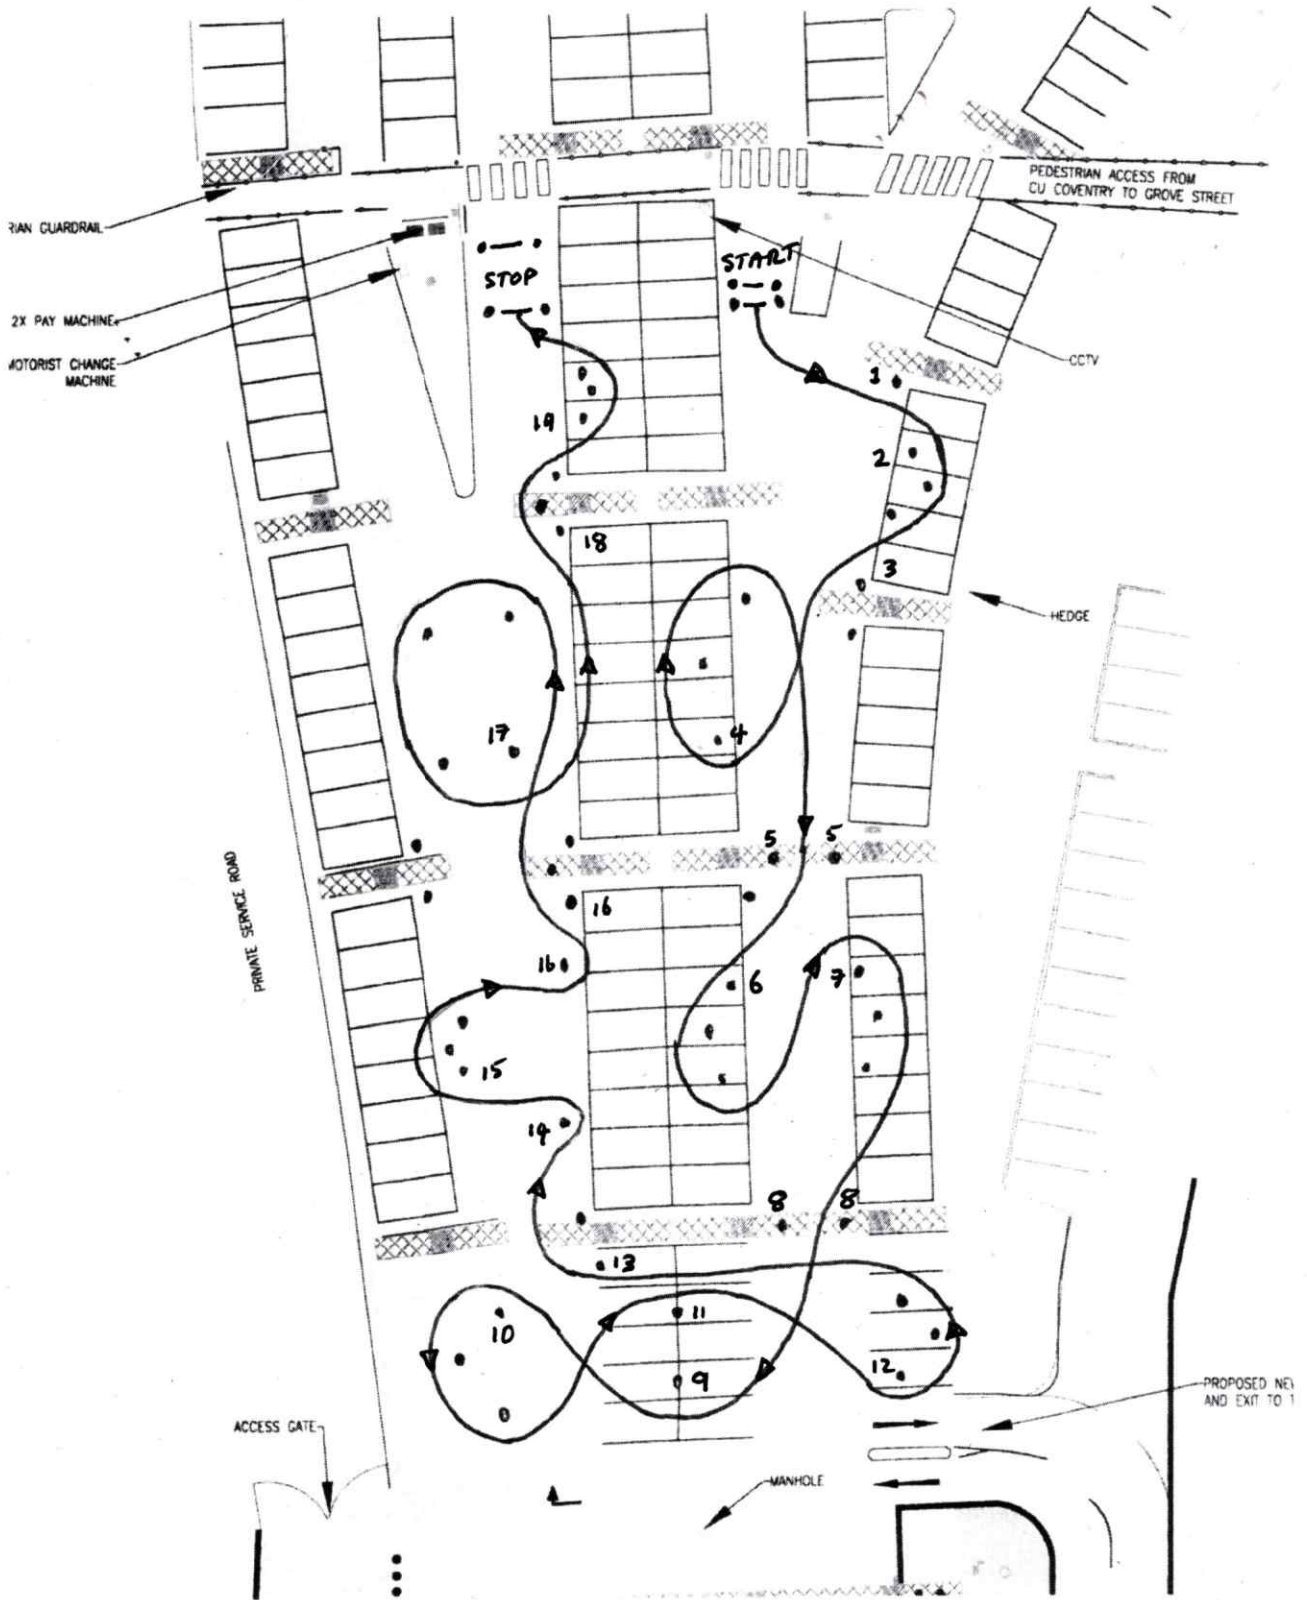 PEDESTRIAN ACCESS FROM
CU COVENTRY TO GROVE STREET
RIAN GUARDRAIL
STOP
START
2X PAY MACHINE
MOTORIST CHANGE
MACHINE
CCTV
1
2
19
18
3
HEDGE
17
4
5
5
PRIVATE SERVICE ROAD
16
16
6
7
15
14
8
8
13
10
11
12
9
PROPOSED NEW
AND EXIT TO
ACCESS GATE
MANHOLE